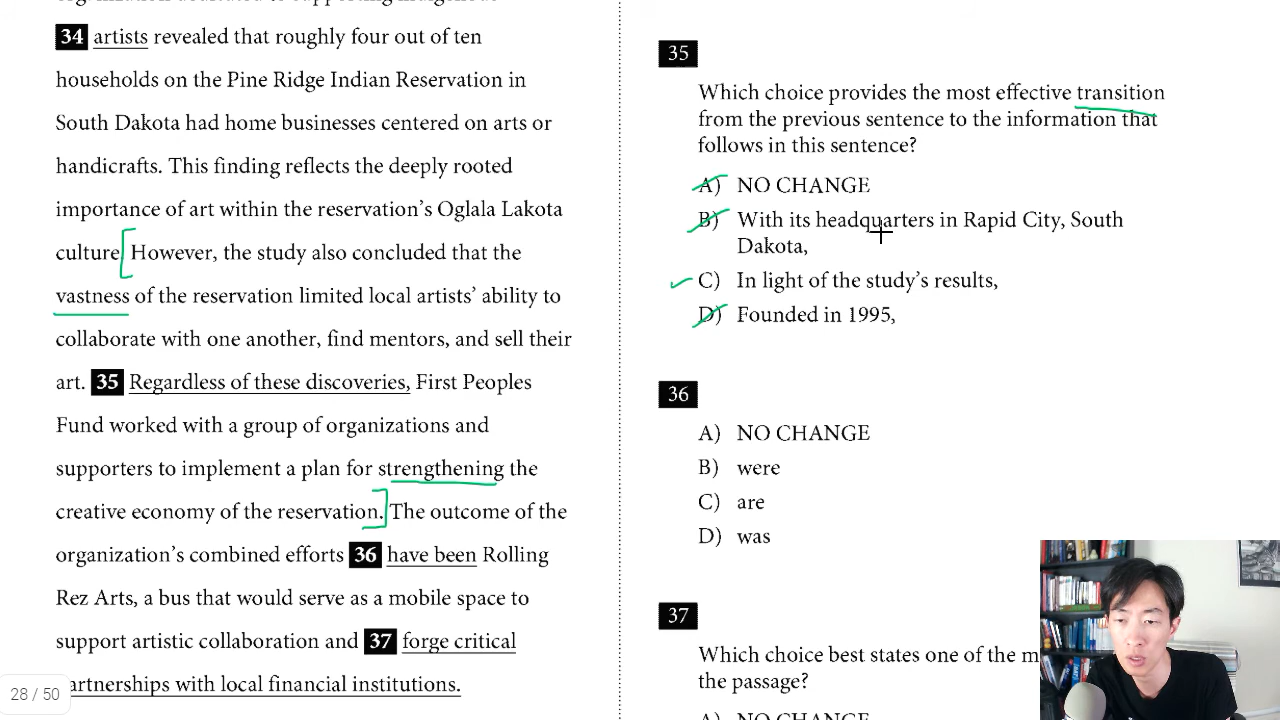 34 artists revealed that roughly four out of ten
households on the Pine Ridge Indian Reservation in
South Dakota had home businesses centered on arts or
handicrafts. This finding reflects the deeply rooted
importance of art within the reservation's Oglala Lakota
culture. However, the study also concluded that the
vastness of the reservation limited local artists' ability to
collaborate with one another, find mentors, and sell their
art. 35 Regardless of these discoveries, First Peoples
Fund worked with a group of organizations and
supporters to implement a plan for strengthening the
creative economy of the reservation. The outcome of the
organization's combined efforts 36 have been Rolling
Rez Arts, a bus that would serve as a mobile space to
support artistic collaboration and 37 forge critical
partnerships with local financial institutions.
28 / 50
35
Which choice provides the most effective transition
from the previous sentence to the information that
follows in this sentence?
A) NO CHANGE
B) With its headquarters in Rapid City, South
Dakota,
C) In light of the study's results,
D) Founded in 1995,
36
A) NO CHANGE
B) were
C) are
D) was
37
Which choice best states one of the m
the passage?
A) NO CHANGE